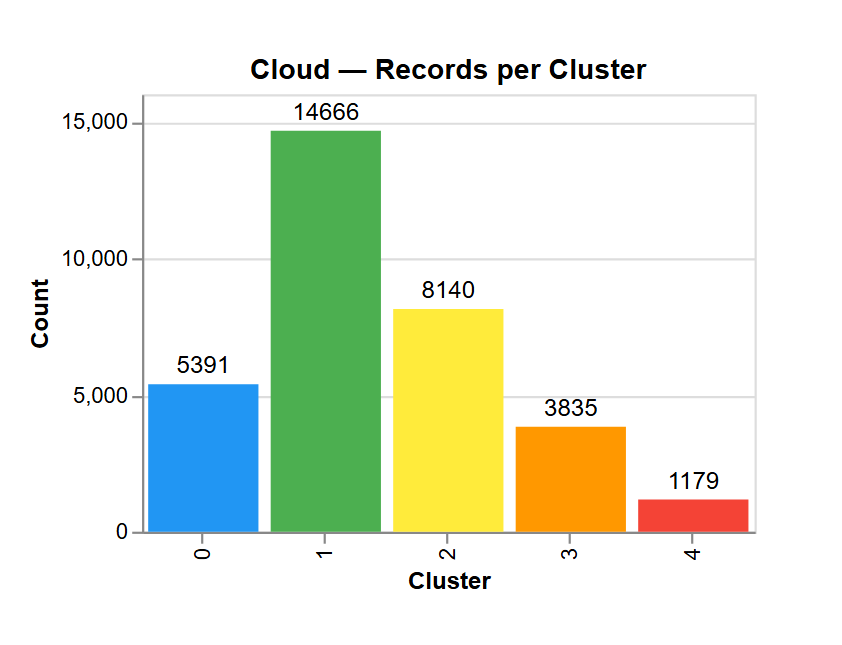 Cloud — Records per Cluster
Count
15,000
10,000
5,000
0
14666
8140
5391
3835
1179
0 1 2 3 4
Cluster